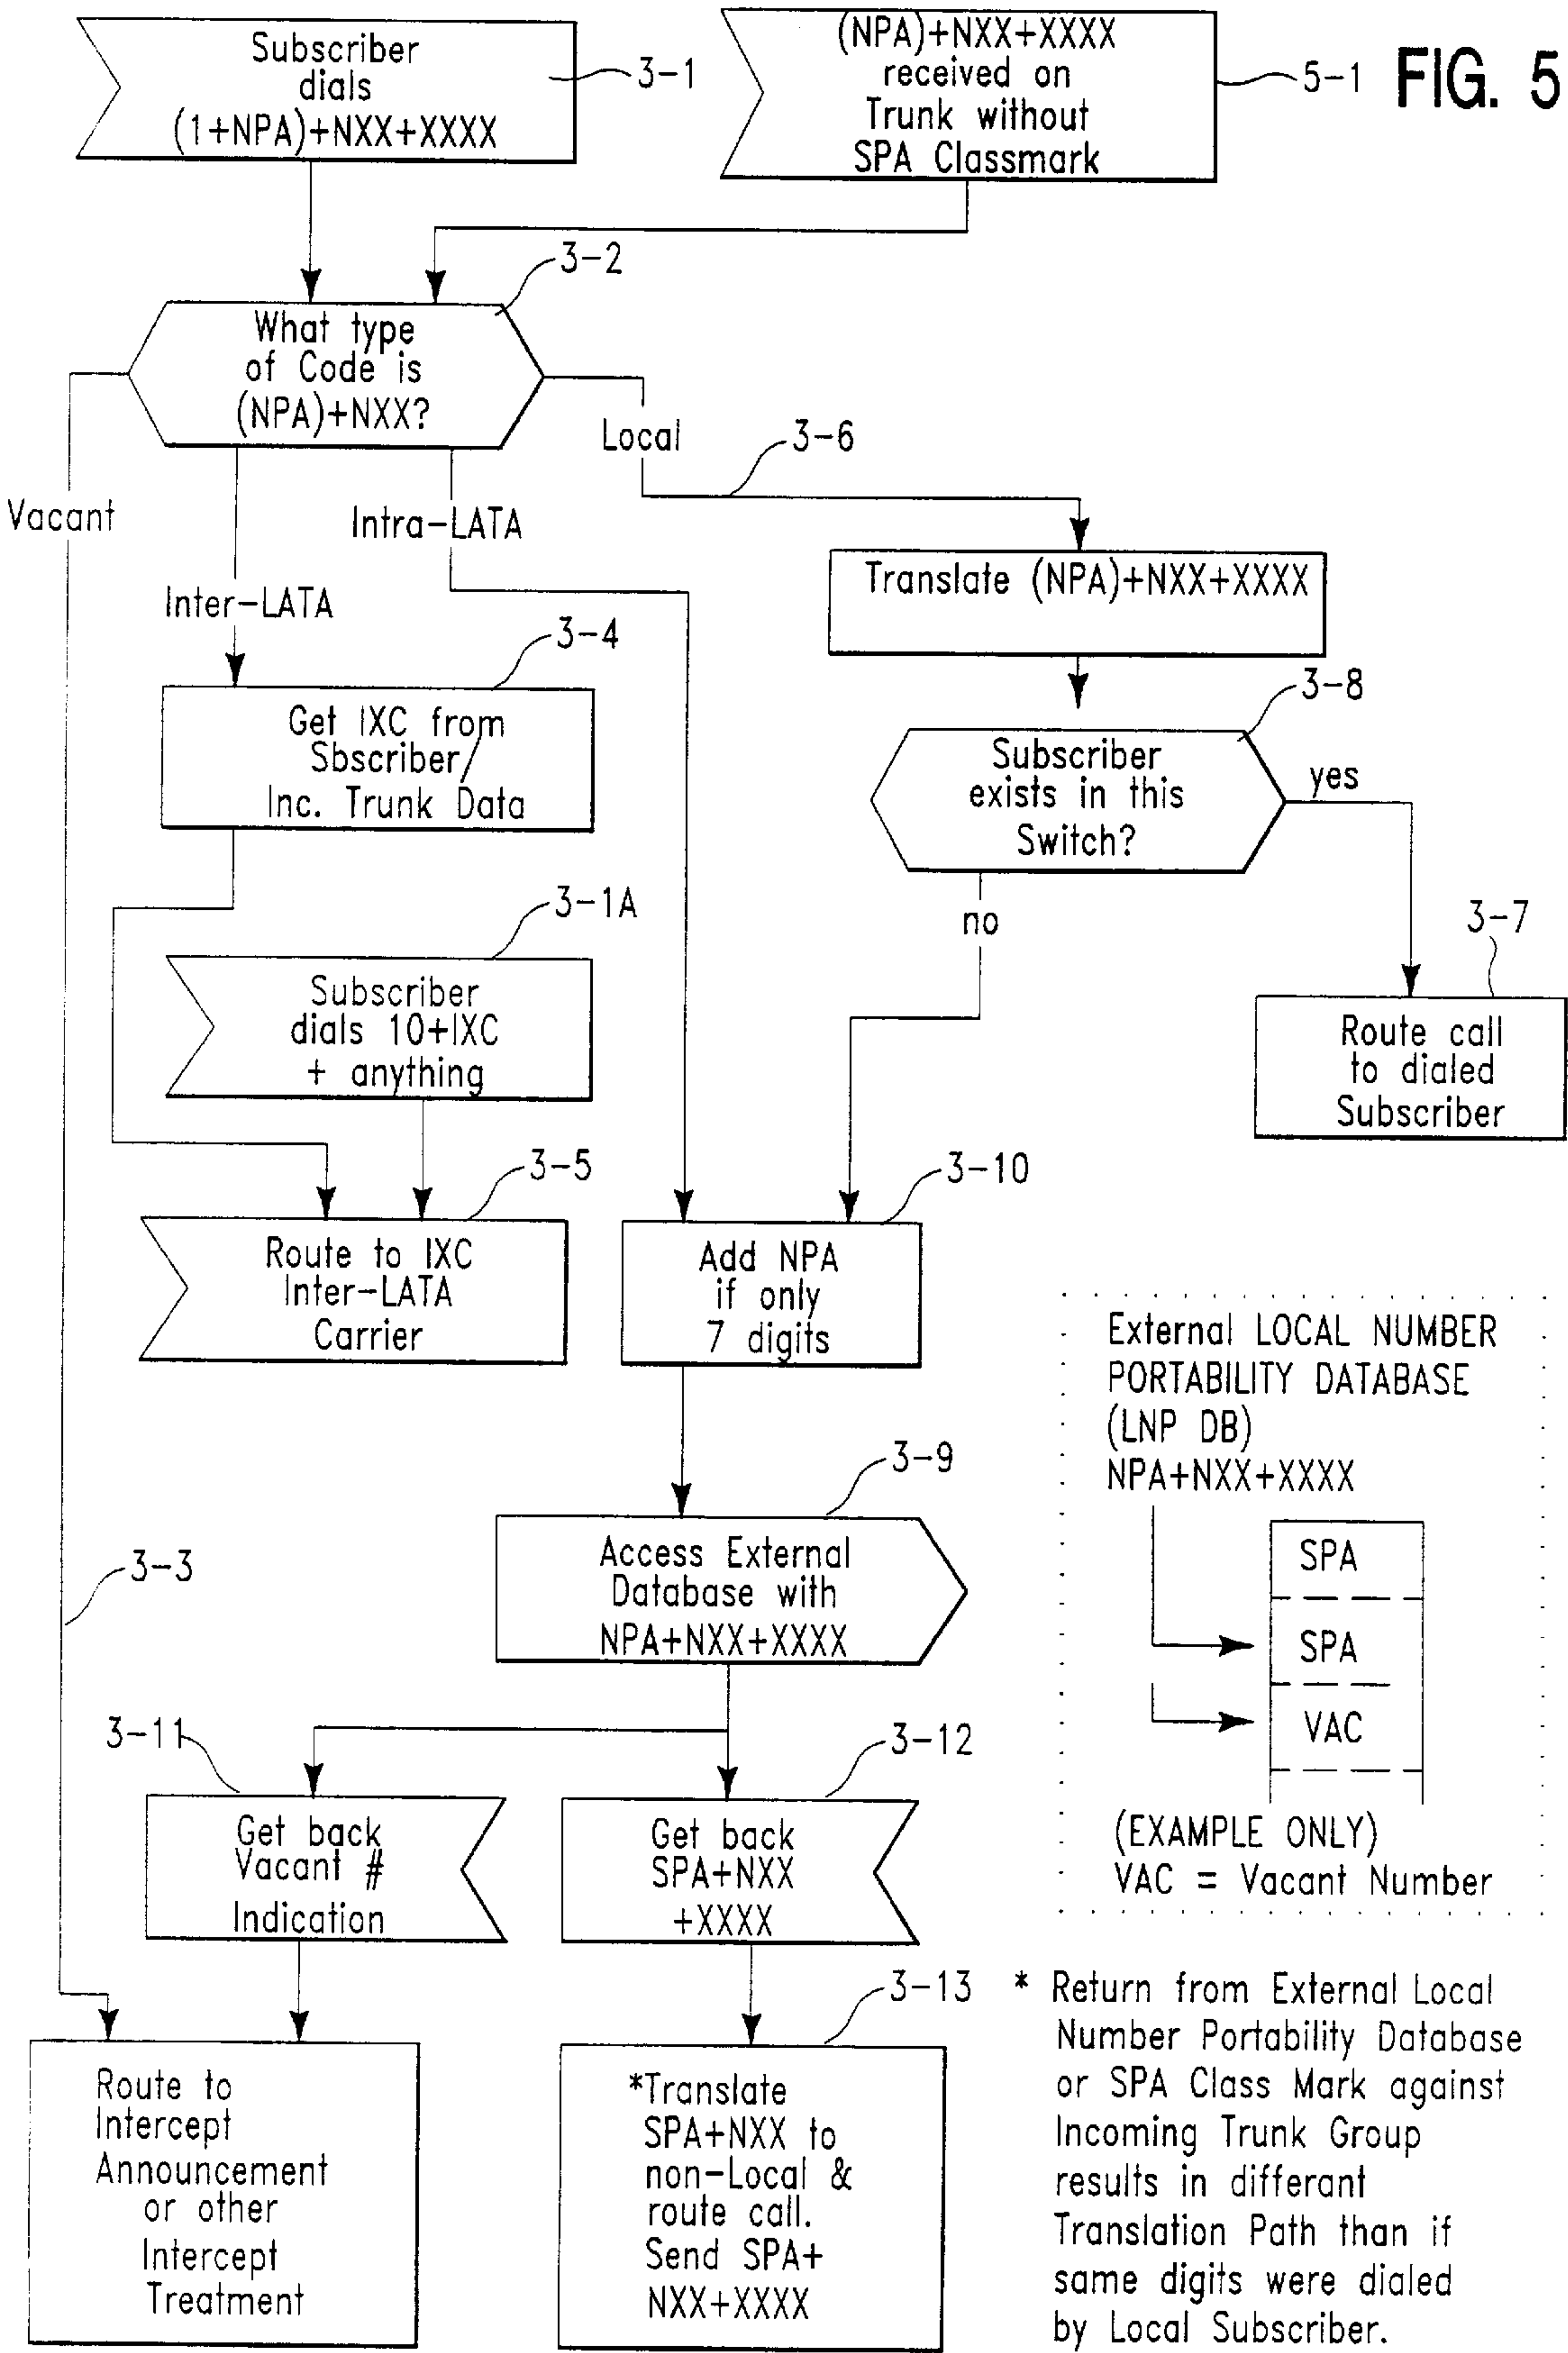 FIG. 5
Subscriber
dials
(1+NPA)+NXX+XXXX
3-1
(NPA)+NXX+XXXX
received on
Trunk without
SPA Classmark
5-1
3-2
What type
of Code is
(NPA)+NXX?
Vacant
Inter-LATA
Intra-LATA
Local
3-6
Translate (NPA)+NXX+XXXX
3-4
Get IXC from
Sbscriber/
Inc. Trunk Data
3-8
Subscriber
exists in this
Switch?
yes
no
3-7
Route call
to dialed
Subscriber
3-1A
Subscriber
dials 10+IXC
+ anything
3-5
Route to IXC
Inter-LATA
Carrier
3-10
Add NPA
if only
7 digits
3-9
Access External
Database with
NPA+NXX+XXXX
External LOCAL NUMBER
PORTABILITY DATABASE
(LNP DB)
NPA+NXX+XXXX
SPA
SPA
VAC
(EXAMPLE ONLY)
VAC = Vacant Number
3-3
3-11
Get back
Vacant #
Indication
3-12
Get back
SPA+NXX
+XXXX
Route to
Intercept
Announcement
or other
Intercept
Treatment
3-13
*Translate
SPA+NXX to
non-Local &
route call.
Send SPA+
NXX+XXXX
* Return from External Local
Number Portability Database
or SPA Class Mark against
Incoming Trunk Group
results in differant
Translation Path than if
same digits were dialed
by Local Subscriber.